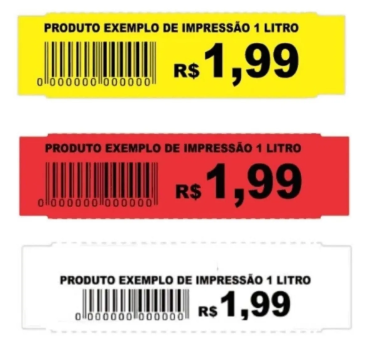 PRODUTO EXEMPLO DE IMPRESSÃO 1 LITRO
R$ 1,99
0 000000 000000
PRODUTO EXEMPLO DE IMPRESSÃO 1 LITRO
R$ 1,99
0 000000 000000
PRODUTO EXEMPLO DE IMPRESSÃO 1 LITRO
R$ 1,99
0 000000 000000